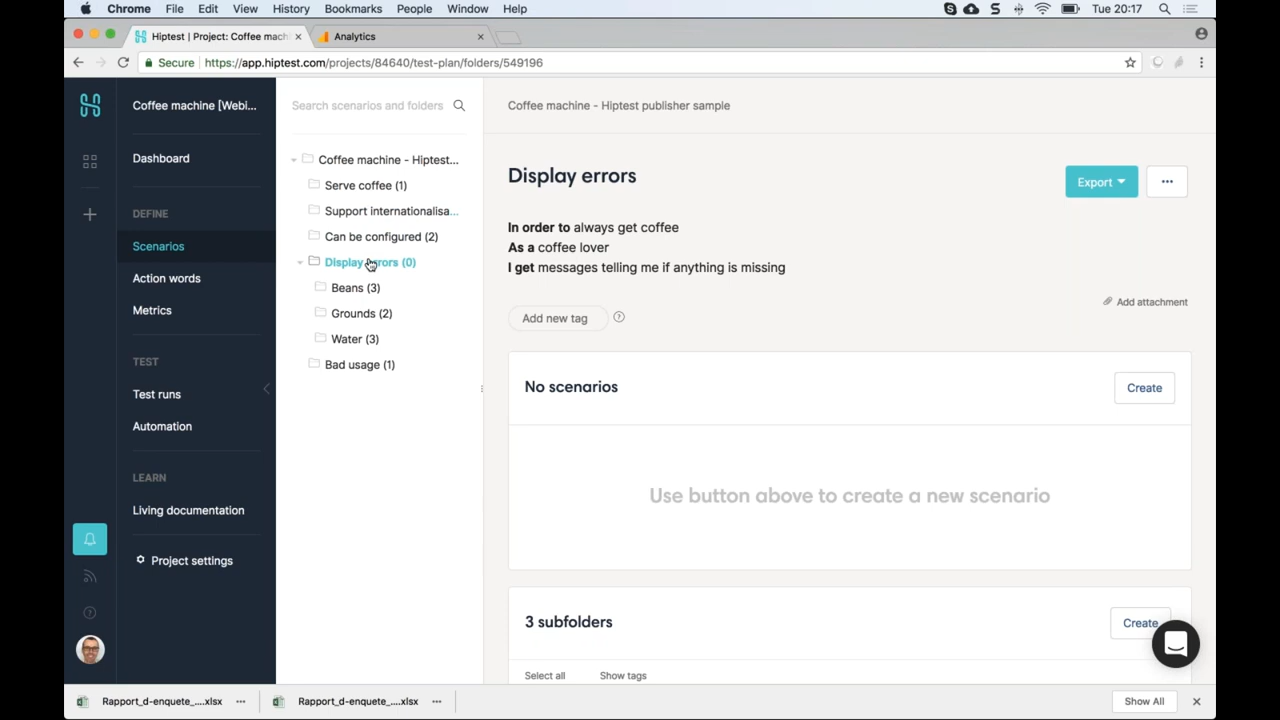 Chrome File Edit View History Bookmarks People Window Help Tue 20:17
Hiptest | Project: Coffee mach
Analytics
Secure https://app.hiptest.com/projects/84640/test-plan/folders/549196
Coffee machine [Webi...
Dashboard
DEFINE
Scenarios
Action words
Metrics
TEST
Test runs
Automation
LEARN
Living documentation
Project settings
Search scenarios and folders
Coffee machine - Hiptest...
Serve coffee (1)
Support internationalisa...
Can be configured (2)
Display errors (0)
Beans (3)
Grounds (2)
Water (3)
Bad usage (1)
Coffee machine - Hiptest publisher sample
Display errors
Export
In order to always get coffee
As a coffee lover
I get messages telling me if anything is missing
Add attachment
Add new tag
No scenarios
Create
Use button above to create a new scenario
3 subfolders
Create
Select all
Show tags
Rapport_d-enquete_....xlsx
Rapport_d-enquete_....xlsx
Show All